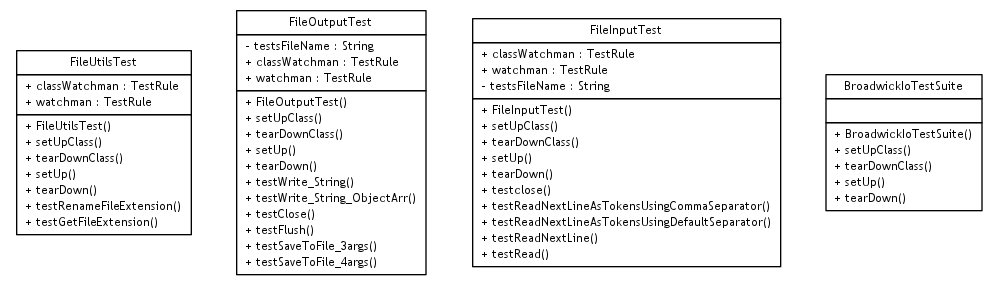 FileUtilsTest
+ classWatchman : TestRule
+ watchman : TestRule
+ FileUtilsTest()
+ setUpClass()
+ tearDownClass()
+ setUp()
+ tearDown()
+ testRenameFileExtension()
+ testGetFileExtension()
FileOutputTest
- testsFileName : String
+ classWatchman : TestRule
+ watchman : TestRule
+ FileOutputTest()
+ setUpClass()
+ tearDownClass()
+ setUp()
+ tearDown()
+ testWrite_String()
+ testWrite_String_ObjectArr()
+ testClose()
+ testFlush()
+ testSaveToFile_3args()
+ testSaveToFile_4args()
FileInputTest
+ classWatchman : TestRule
+ watchman : TestRule
- testsFileName : String
+ FileInputTest()
+ setUpClass()
+ tearDownClass()
+ setUp()
+ tearDown()
+ testclose()
+ testReadNextLineAsTokensUsingCommaSeparator()
+ testReadNextLineAsTokensUsingDefaultSeparator()
+ testReadNextLine()
+ testRead()
BroadwickIoTestSuite
+ BroadwickIoTestSuite()
+ setUpClass()
+ tearDownClass()
+ setUp()
+ tearDown()